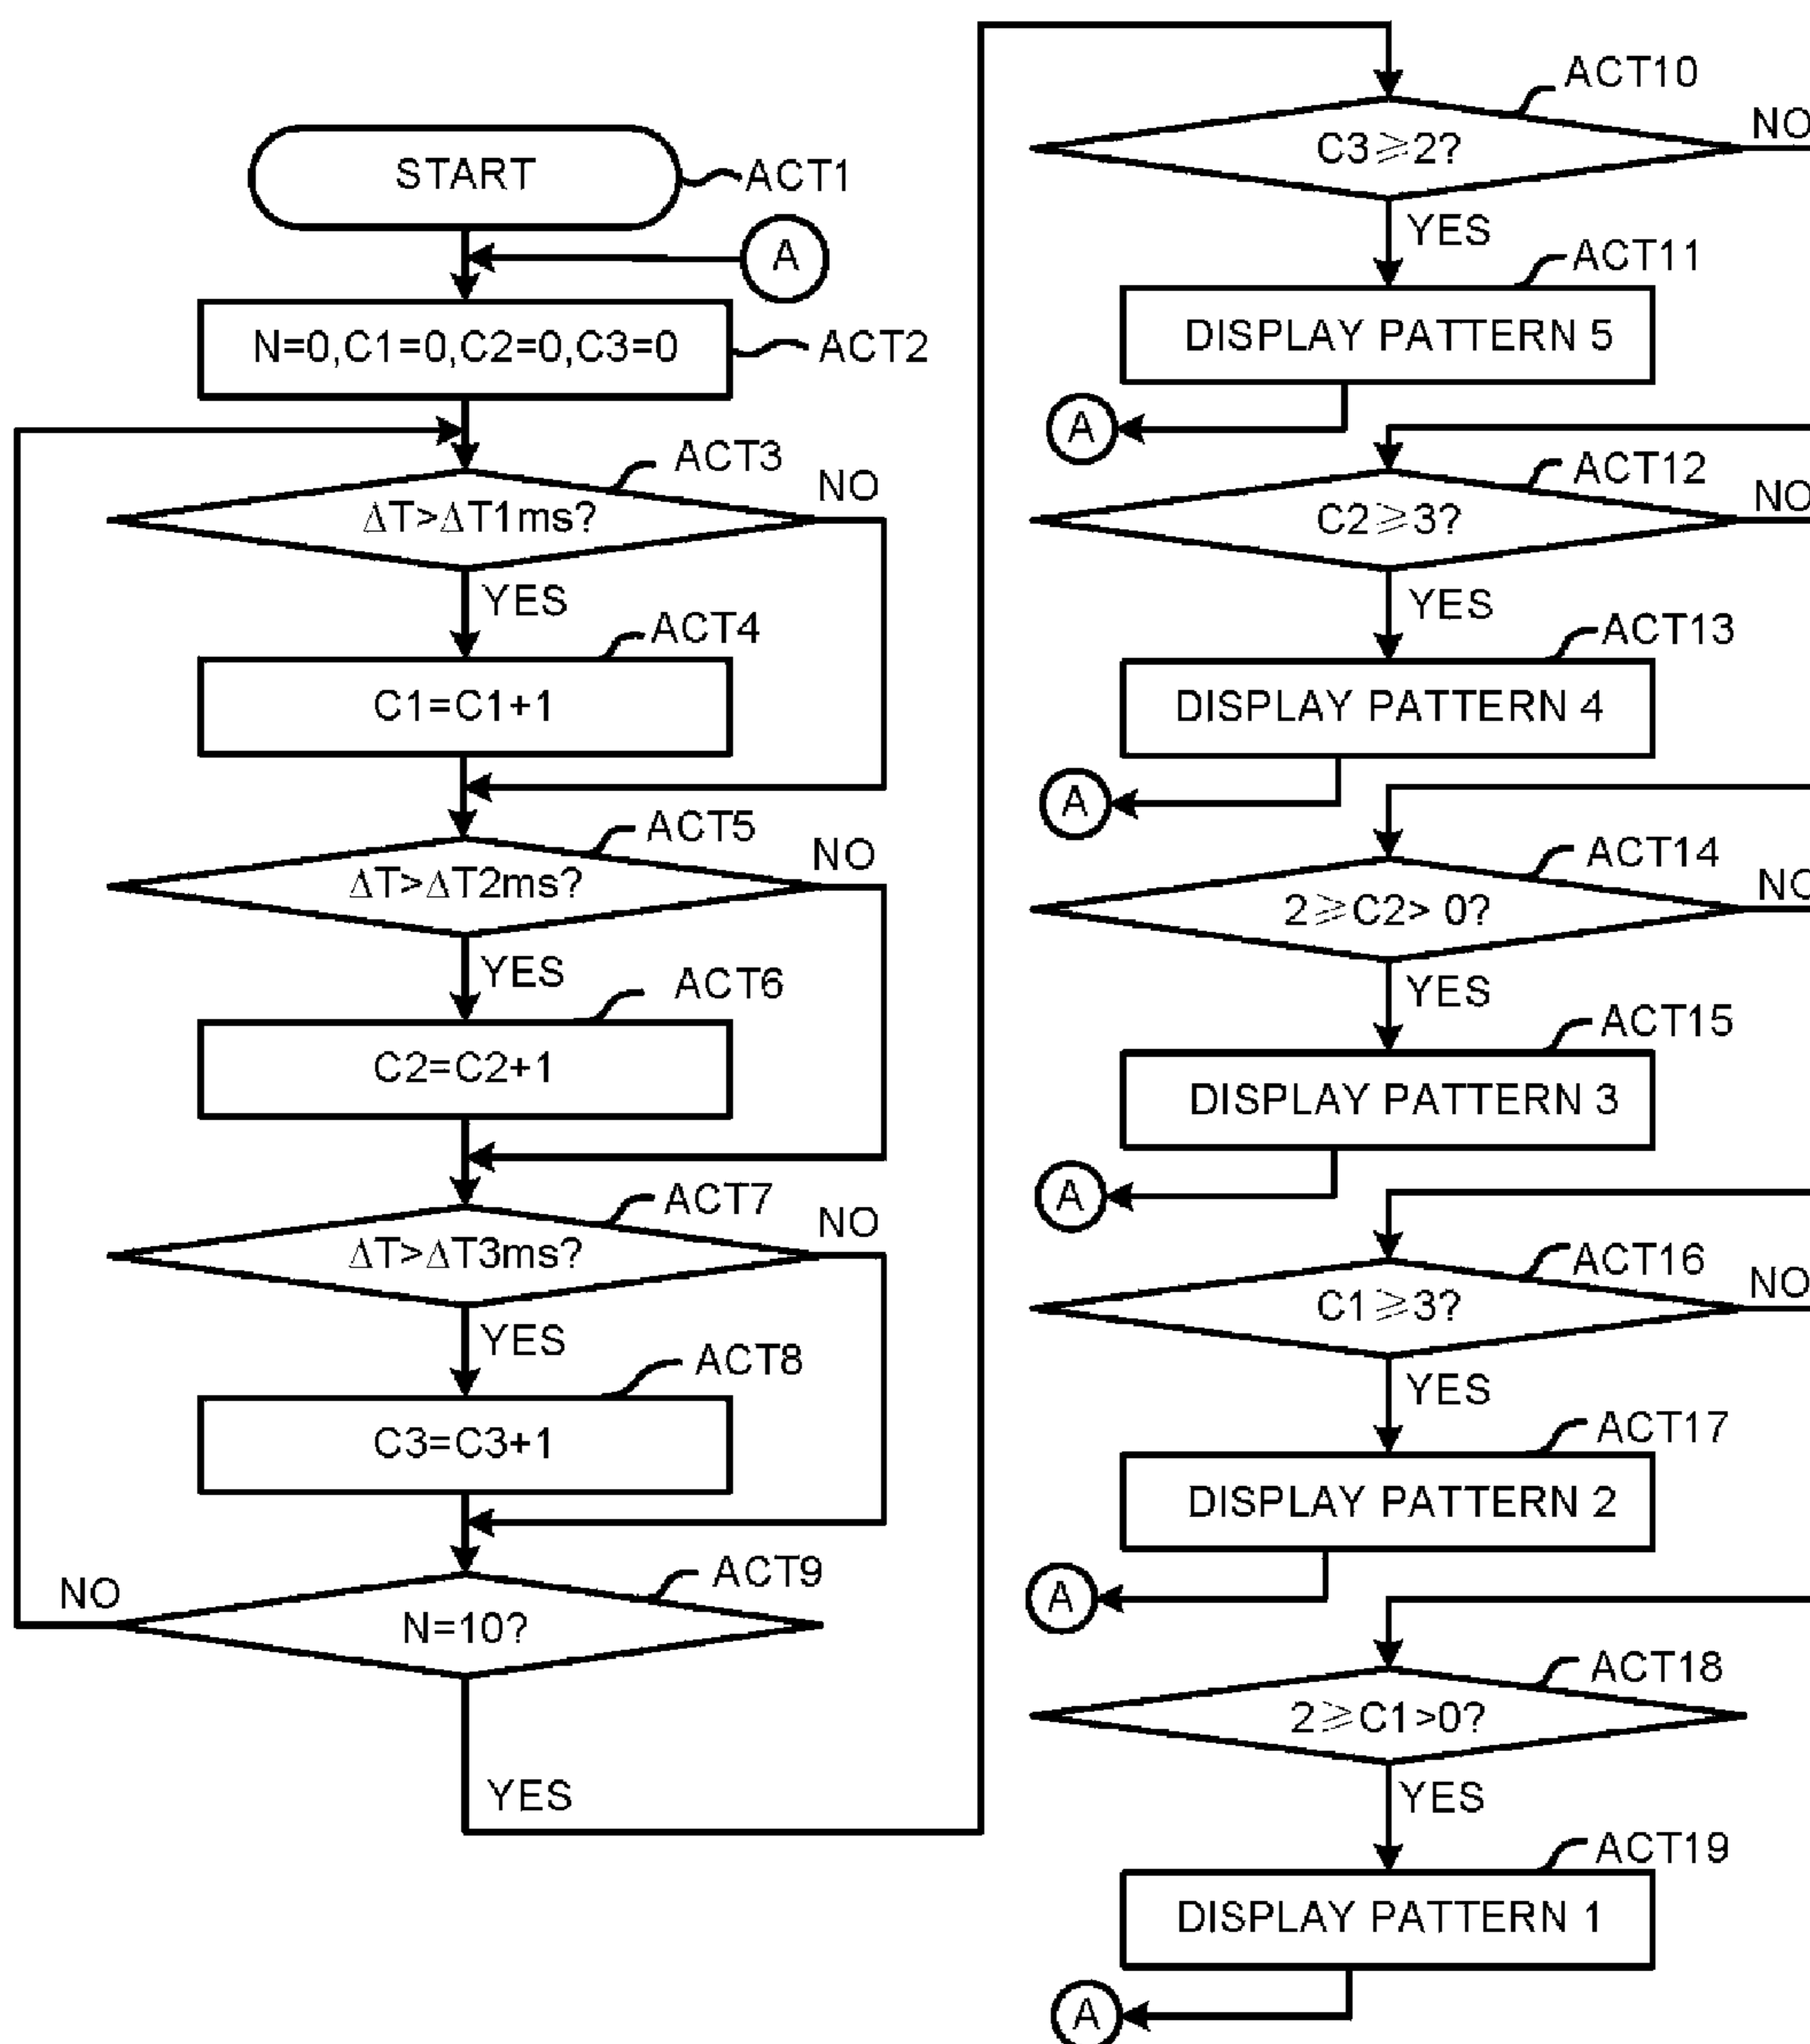 START
ACT1
A
N=0,C1=0,C2=0,C3=0
ACT2
ACT3
ΔT>ΔT1ms?
NO
YES
ACT4
C1=C1+1
ACT5
ΔT>ΔT2ms?
NO
YES
ACT6
C2=C2+1
ACT7
ΔT>ΔT3ms?
NO
YES
ACT8
C3=C3+1
ACT9
N=10?
NO
YES
ACT10
C3≥2?
NO
YES
ACT11
DISPLAY PATTERN 5
A
ACT12
C2≥3?
NO
YES
ACT13
DISPLAY PATTERN 4
A
ACT14
2≥C2> 0?
NO
YES
ACT15
DISPLAY PATTERN 3
A
ACT16
C1≥3?
NO
YES
ACT17
DISPLAY PATTERN 2
A
ACT18
2≥C1>0?
YES
ACT19
DISPLAY PATTERN 1
A